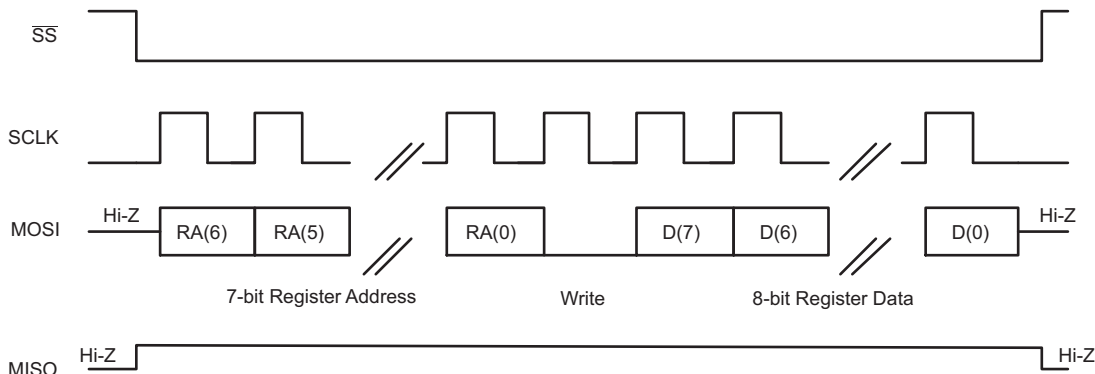 SS
SCLK
MOSI Hi-Z RA(6) RA(5) RA(0) D(7) D(6) D(0) Hi-Z
7-bit Register Address Write 8-bit Register Data
MISO Hi-Z Hi-Z